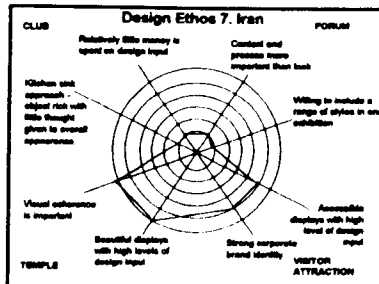 Design Ethos 7. Iran
CLUB
FORUM
Relatively little money is
spent on design input
Content and
process more
important than look
Kitchen sink
approach -
object rich with
little thought
given to overall
appearance
Willing to include a
range of styles in one
exhibition
Visual coherence
is important
Accessible
displays with high
level of design
input
Beautiful displays
with high levels of
design input
Strong corporate
brand identity
TEMPLE
VISITOR
ATTRACTION